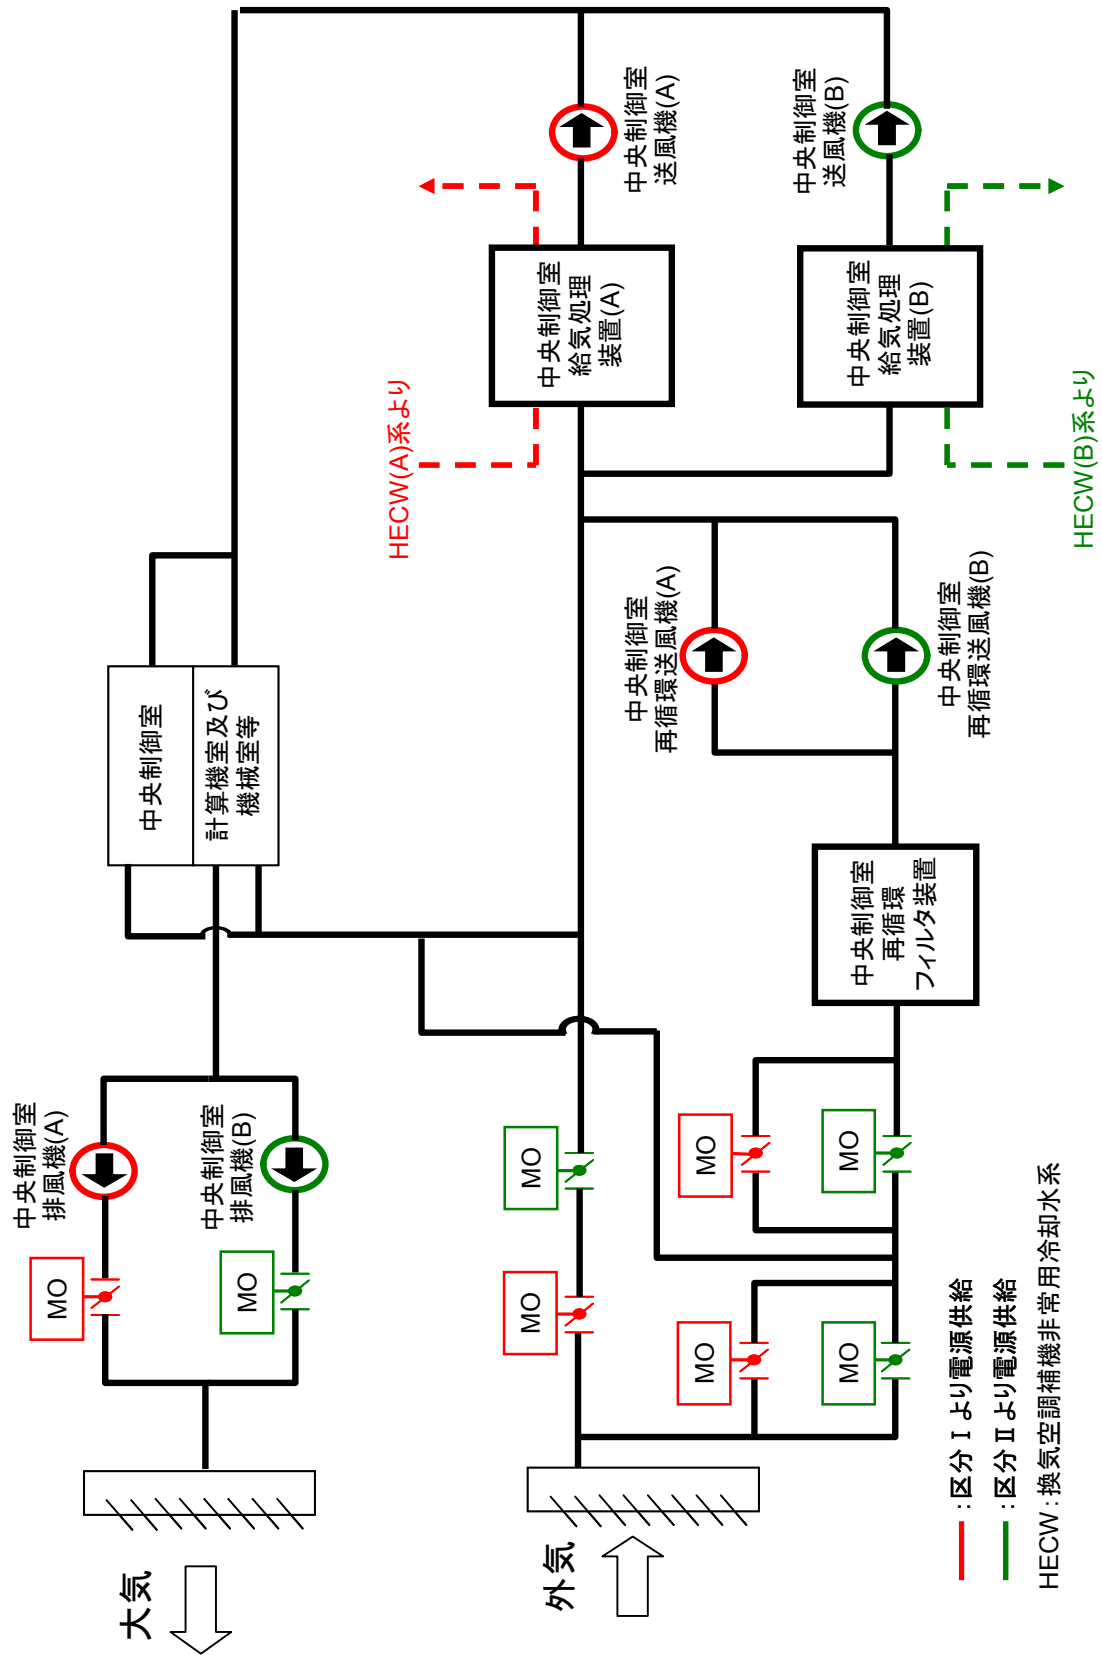 大気
MO
MO
中央制御室
排風機(A)
中央制御室
排風機(B)
中央制御室
計算機室及び
機械室等
外気
MO
MO
MO
MO
MO
MO
中央制御室
再循環
フィルタ装置
中央制御室
再循環送風機(A)
中央制御室
再循環送風機(B)
HECW(A)系より
HECW(B)系より
中央制御室
給気処理
装置(A)
中央制御室
給気処理
装置(B)
中央制御室
送風機(A)
中央制御室
送風機(B)
：区分Ⅰより電源供給
：区分Ⅱより電源供給
HECW：換気空調補機非常用冷却水系